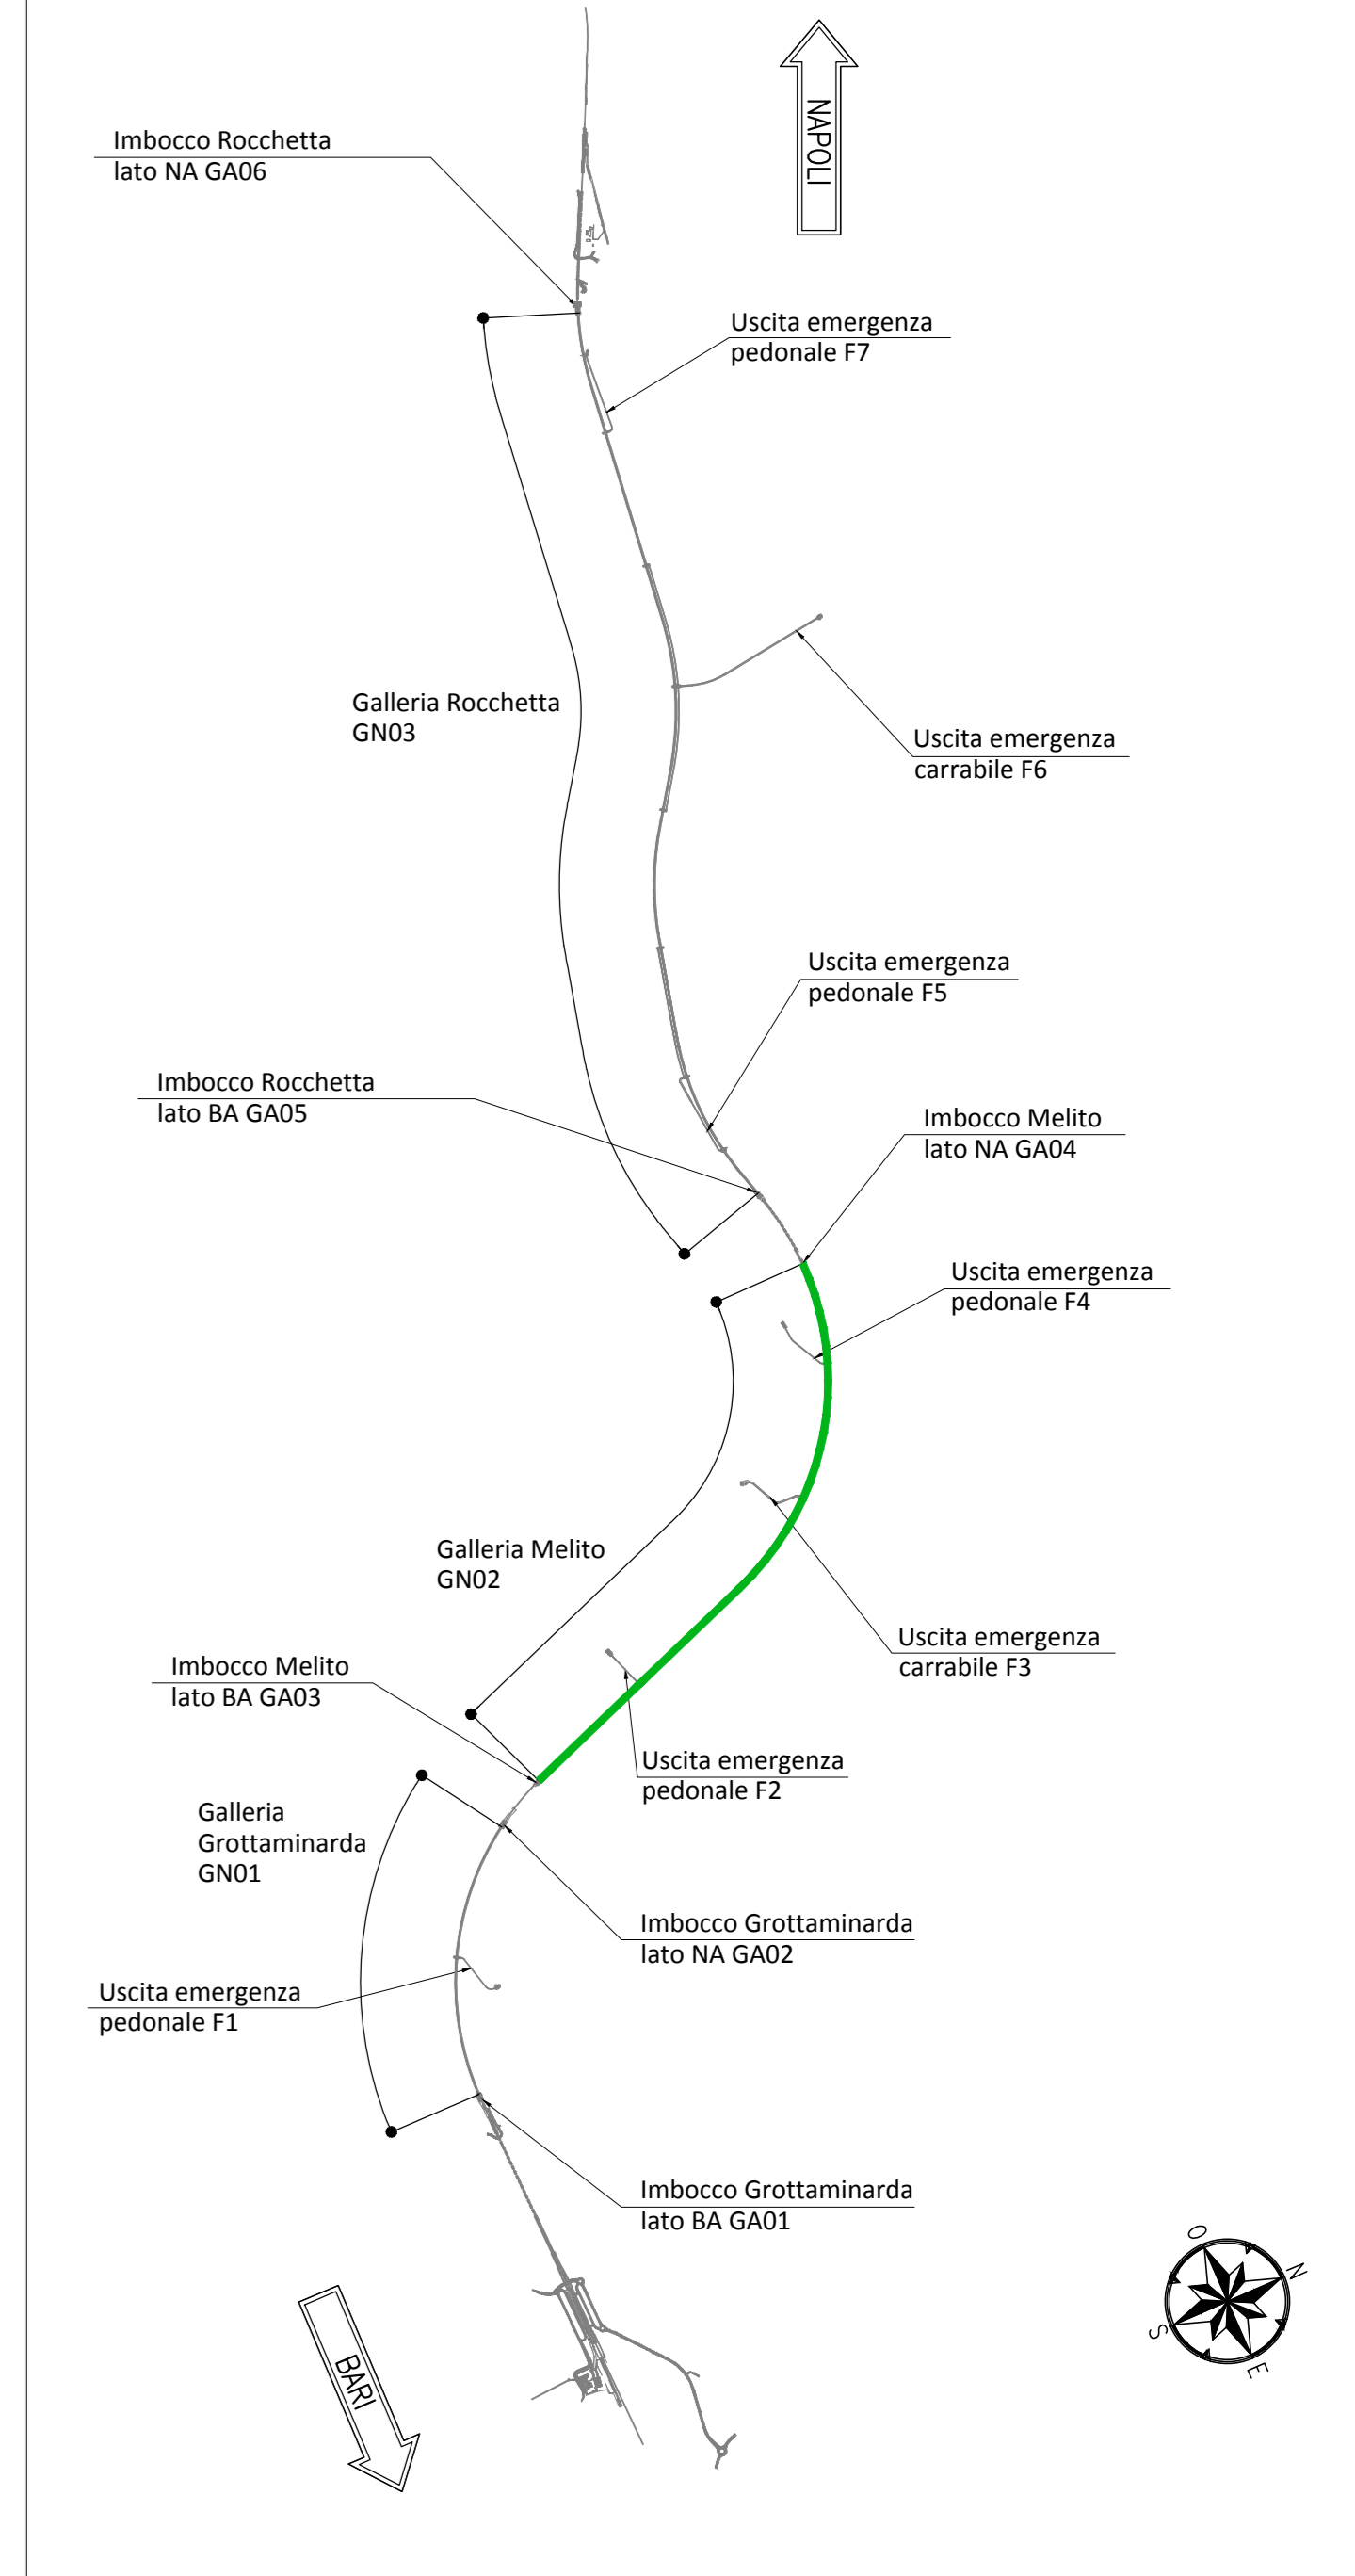 NAPOLI
Imbocco Rocchetta
lato NA GA06
Uscita emergenza
pedonale F7
Galleria Rocchetta
GN03
Uscita emergenza
carrabile F6
Uscita emergenza
pedonale F5
Imbocco Rocchetta
lato BA GA05
Imbocco Melito
lato NA GA04
Uscita emergenza
pedonale F4
Galleria Melito
GN02
Uscita emergenza
carrabile F3
Imbocco Melito
lato BA GA03
Uscita emergenza
pedonale F2
Galleria
Grottaminarda
GN01
Imbocco Grottaminarda
lato NA GA02
Uscita emergenza
pedonale F1
Imbocco Grottaminarda
lato BA GA01
O
N
S
E
BARI